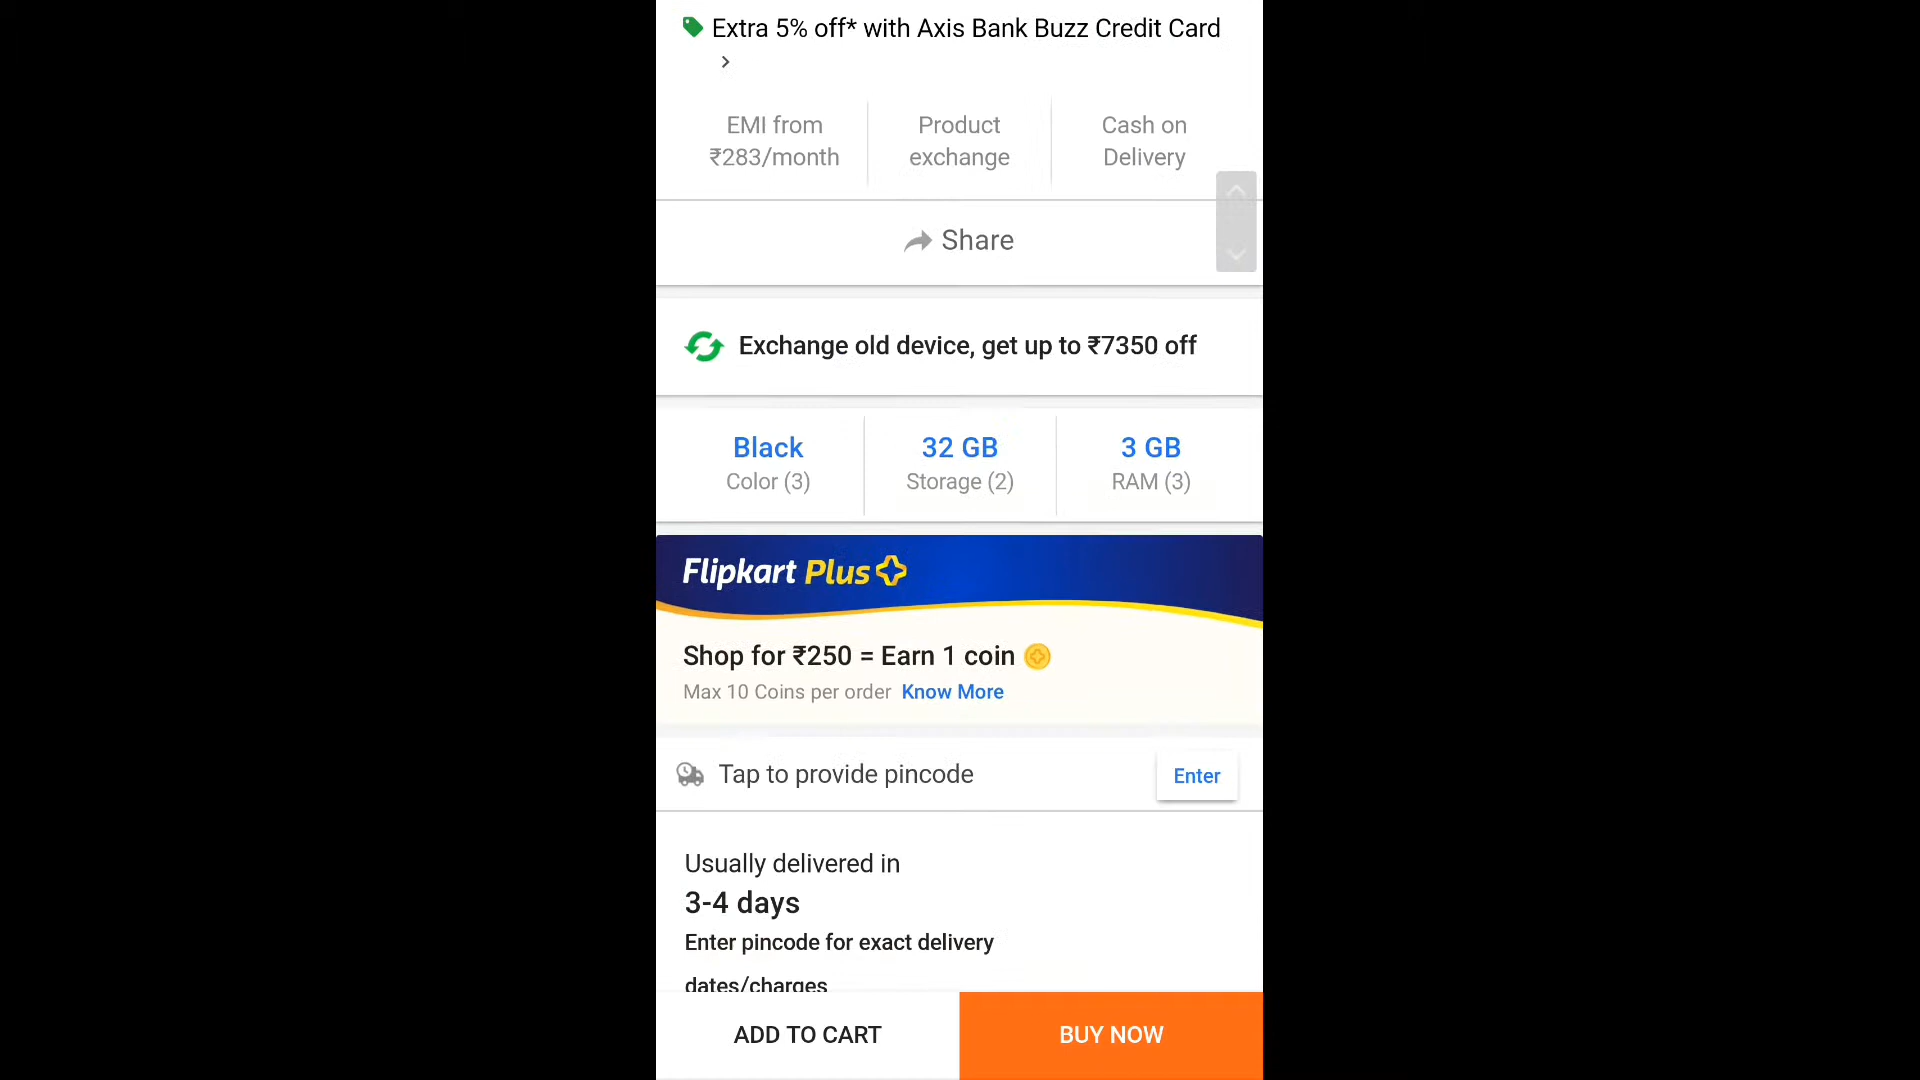 Extra 5% off* with Axis Bank Buzz Credit Card
EMI from
₹283/month
Product
exchange
Cash on
Delivery
Share
Exchange old device, get up to ₹7350 off
Black
Color (3)
32 GB
Storage (2)
3 GB
RAM (3)
Flipkart Plus
Shop for ₹250 = Earn 1 coin
Max 10 Coins per order Know More
Tap to provide pincode
Enter
Usually delivered in
3-4 days
Enter pincode for exact delivery
dates/charges
ADD TO CART
BUY NOW